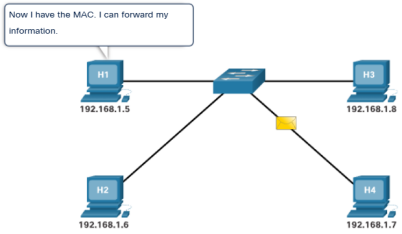 Now I have the MAC. I can forward my
information.
H1
192.168.1.5
H3
192.168.1.8
H2
192.168.1.6
H4
192.168.1.7